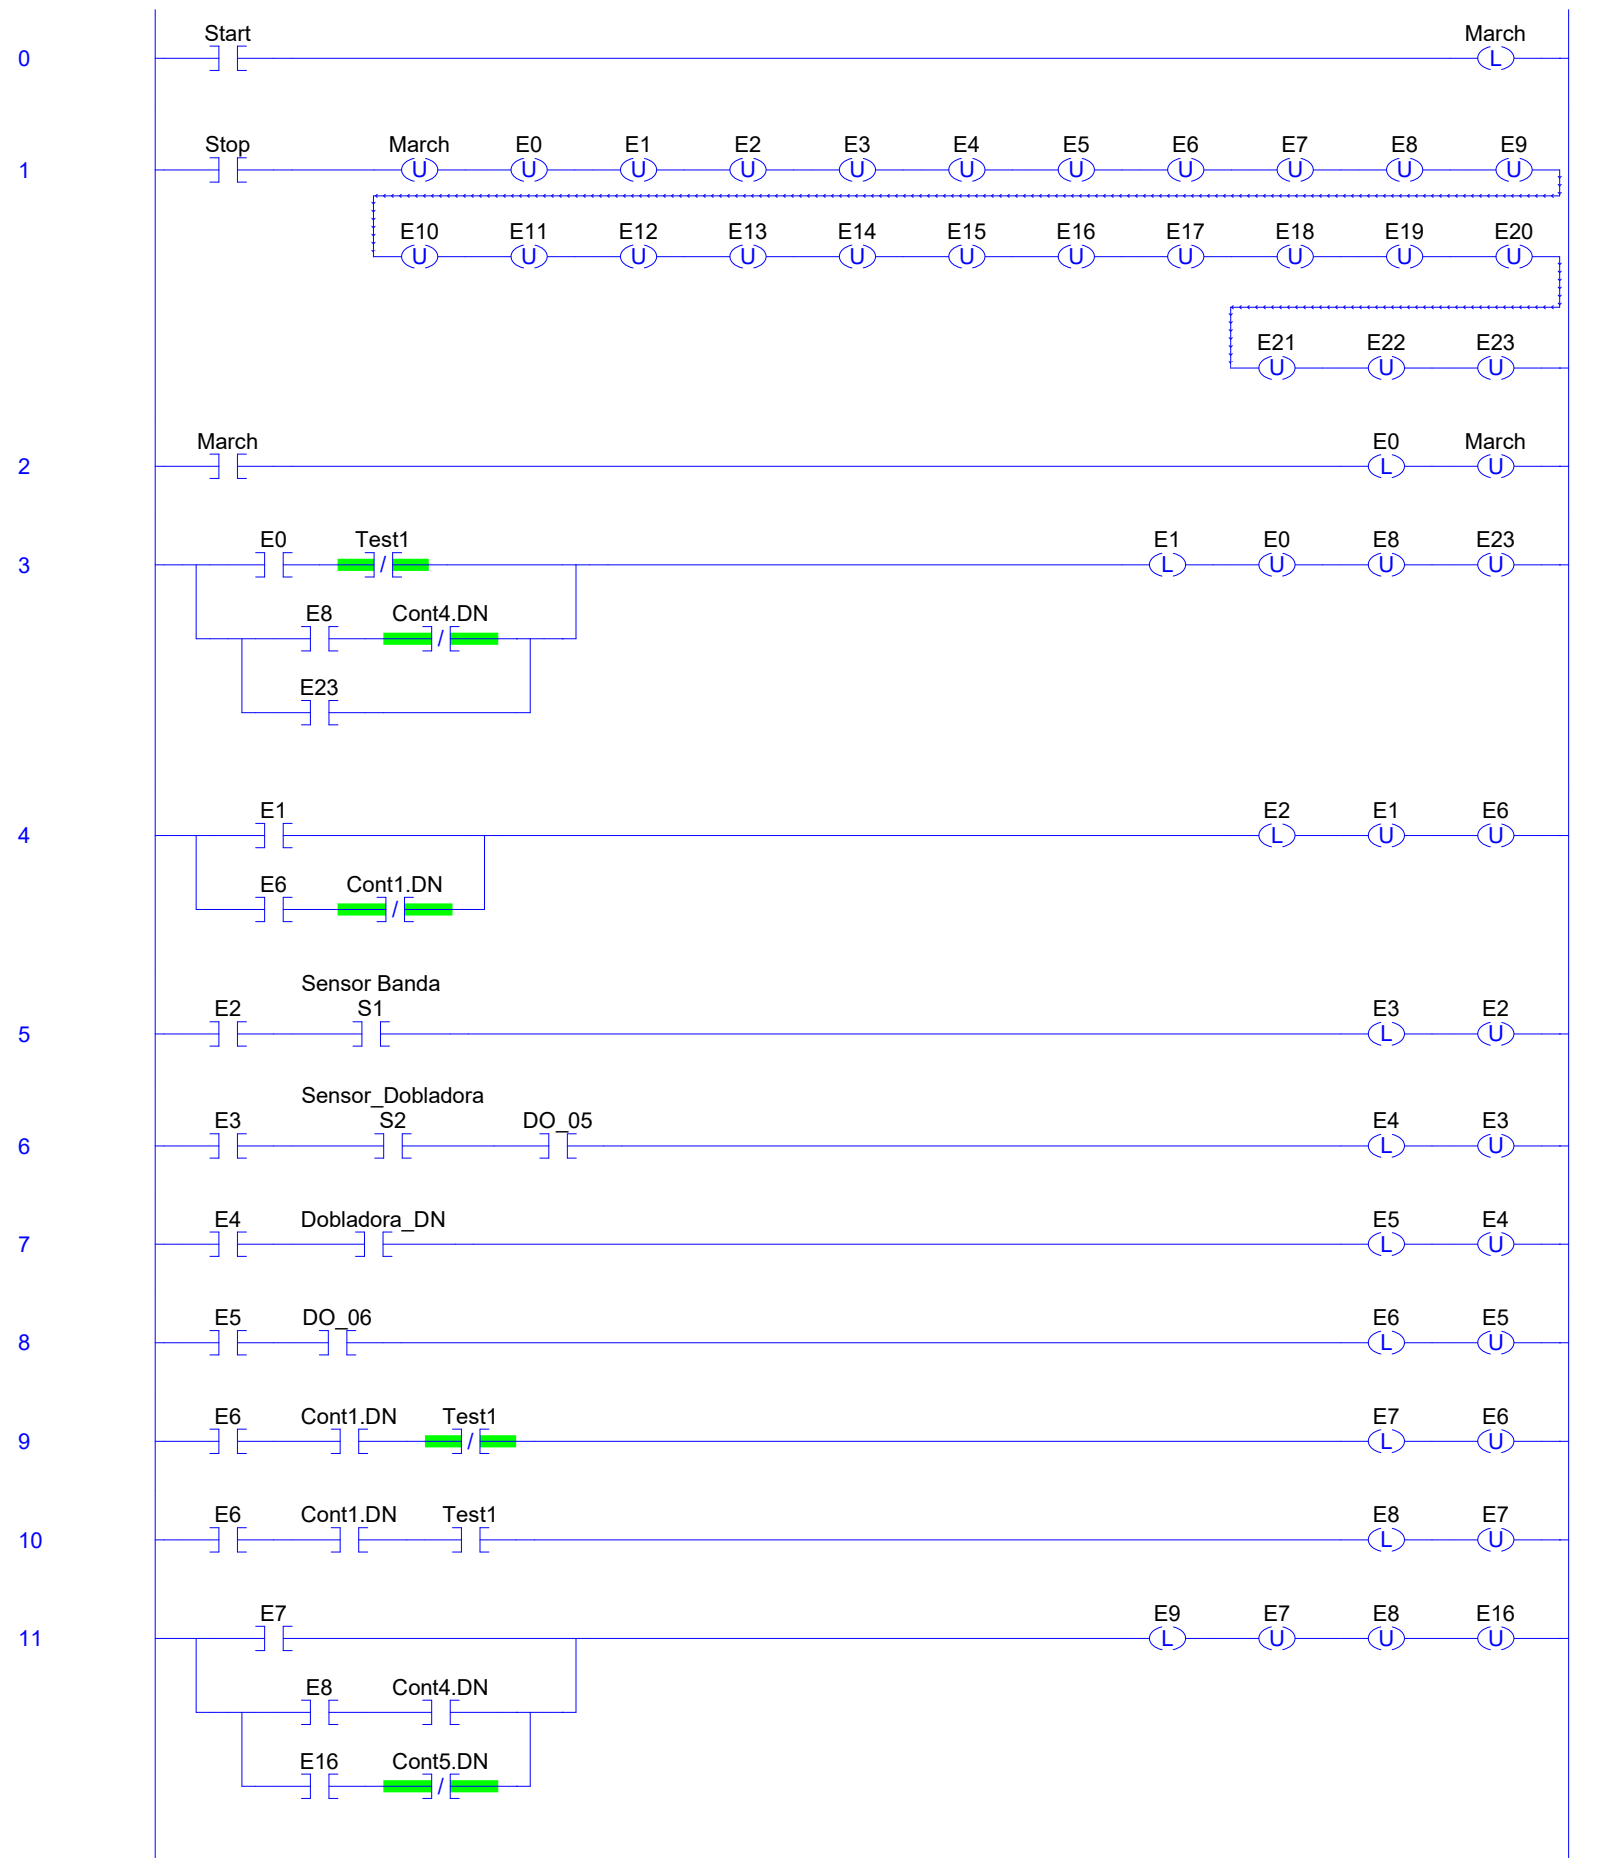 Start March
0 L
Stop March E0 E1 E2 E3 E4 E5 E6 E7 E8 E9
1 U U U U U U U U U U U
E10 E11 E12 E13 E14 E15 E16 E17 E18 E19 E20
U U U U U U U U U U U
E21 E22 E23
U U U
March E0 March
2 L U
E0 Test1 E1 E0 E8 E23
3 / L U U U
E8 Cont4.DN
/
E23
E1 E2 E1 E6
4 L U U
E6 Cont1.DN
/
Sensor Banda
E2 S1 E3 E2
5 L U
Sensor_Dobladora
E3 S2 DO_05 E4 E3
6 L U
E4 Dobladora_DN E5 E4
7 L U
E5 DO_06 E6 E5
8 L U
E6 Cont1.DN Test1 E7 E6
9 / L U
E6 Cont1.DN Test1 E8 E7
10 L U
E7 E9 E7 E8 E16
11 L U U U
E8 Cont4.DN
E16 Cont5.DN
/